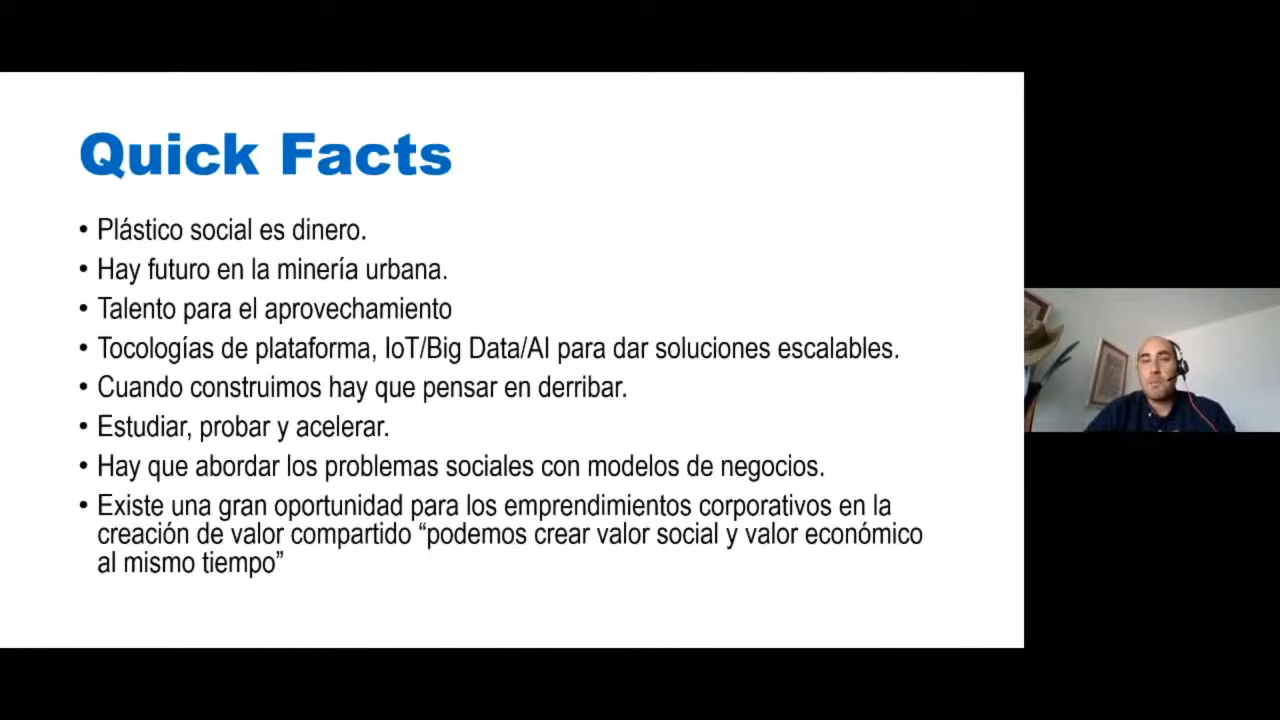 Quick Facts
• Plástico social es dinero.
• Hay futuro en la minería urbana.
• Talento para el aprovechamiento
• Tocologías de plataforma, IoT/Big Data/AI para dar soluciones escalables.
• Cuando construimos hay que pensar en derribar.
• Estudiar, probar y acelerar.
• Hay que abordar los problemas sociales con modelos de negocios.
• Existe una gran oportunidad para los emprendimientos corporativos en la
creación de valor compartido “podemos crear valor social y valor económico
al mismo tiempo”